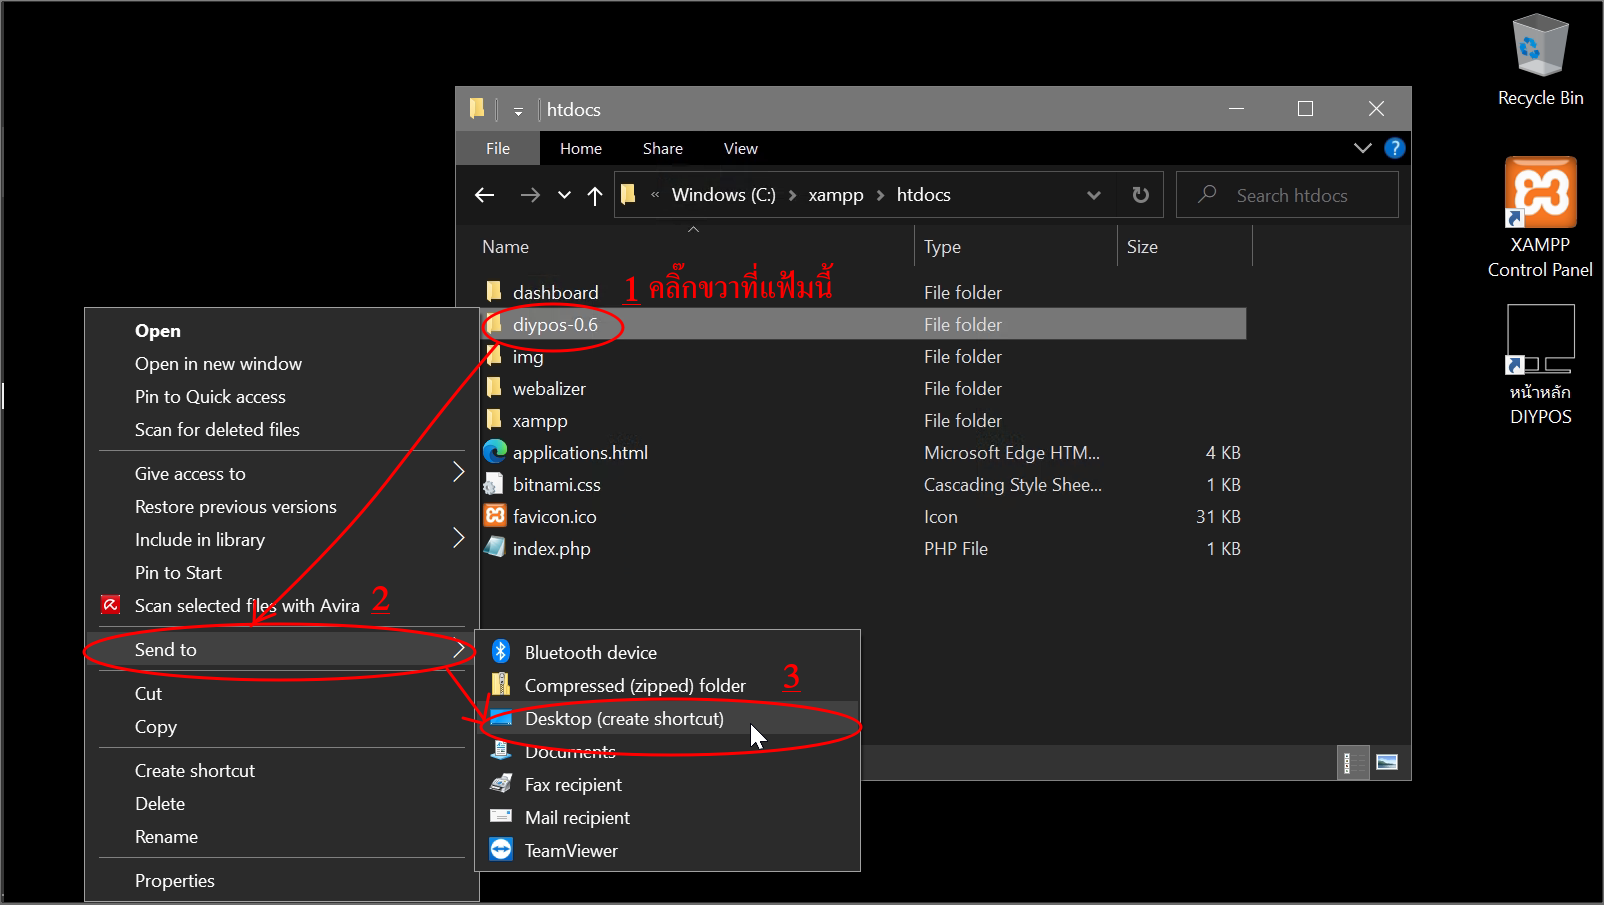 Recycle Bin
XAMPP
Control Panel
หน้าหลัก
DIYPOS
htdocs
File Home Share View
« Windows (C:) xampp htdocs
Search htdocs
Name Type Size
1 คลิ๊กขวาที่แฟ้มนี้
dashboard File folder
diypos-0.6 File folder
img File folder
webalizer File folder
xampp File folder
applications.html Microsoft Edge HTM... 4 KB
bitnami.css Cascading Style Shee... 1 KB
favicon.ico Icon 31 KB
index.php PHP File 1 KB
Open
Open in new window
Pin to Quick access
Scan for deleted files
Give access to
Restore previous versions
Include in library
Pin to Start
Scan selected files with Avira 2
Send to
Cut
Copy
Create shortcut
Delete
Rename
Properties
Bluetooth device
Compressed (zipped) folder 3
Desktop (create shortcut)
Documents
Fax recipient
Mail recipient
TeamViewer